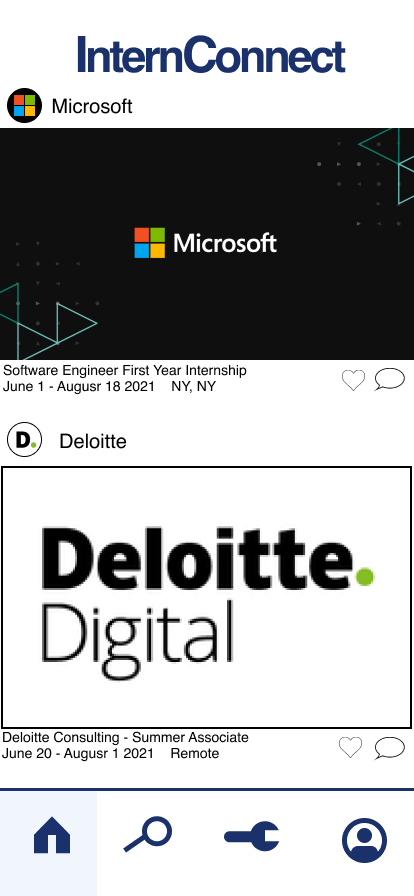 InternConnect
Microsoft
Microsoft
Software Engineer First Year Internship
June 1 - Augusr 18 2021 NY, NY
D.
Deloitte
Deloitte.
Digital
Deloitte Consulting - Summer Associate
June 20 - Augusr 1 2021 Remote